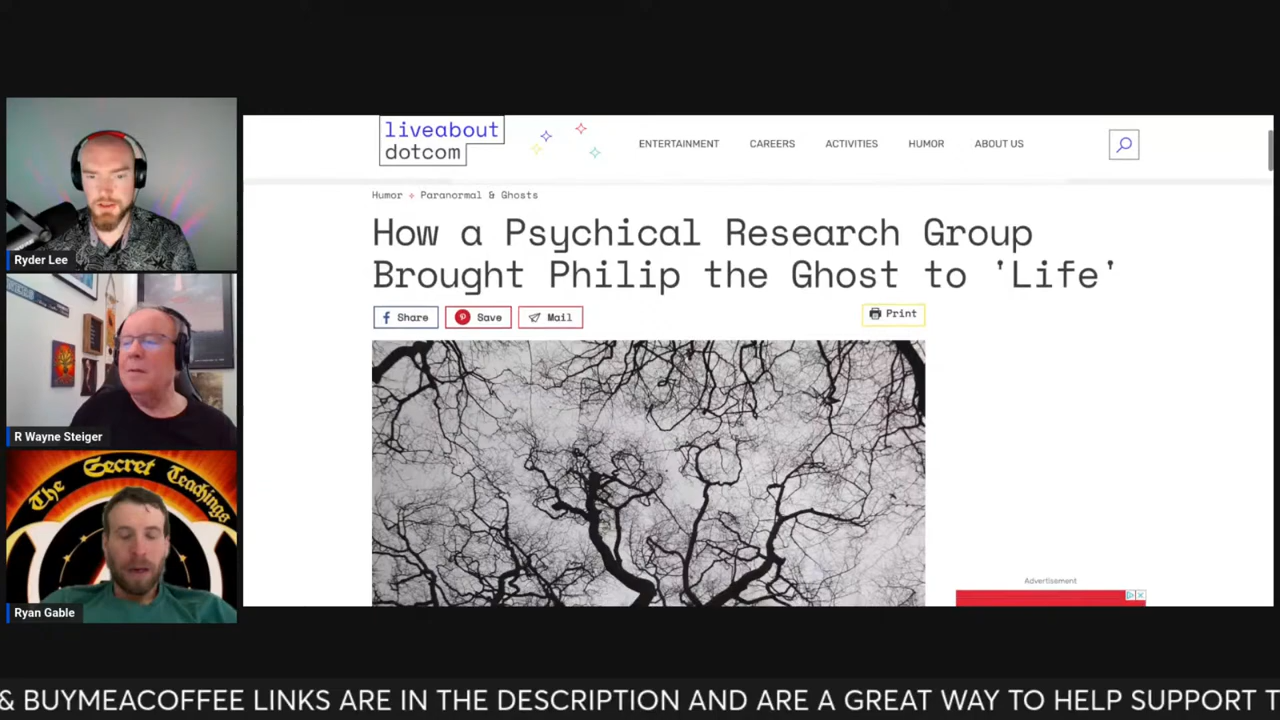 Ryder Lee
R Wayne Steiger
The Secret Teachings
Ryan Gable
liveabout
dotcom
ENTERTAINMENT CAREERS ACTIVITIES HUMOR ABOUT US
Humor + Paranormal & Ghosts
How a Psychical Research Group
Brought Philip the Ghost to 'Life'
Share Save Mail Print
Advertisement
& BUYMEACOFFEE LINKS ARE IN THE DESCRIPTION AND ARE A GREAT WAY TO HELP SUPPORT T